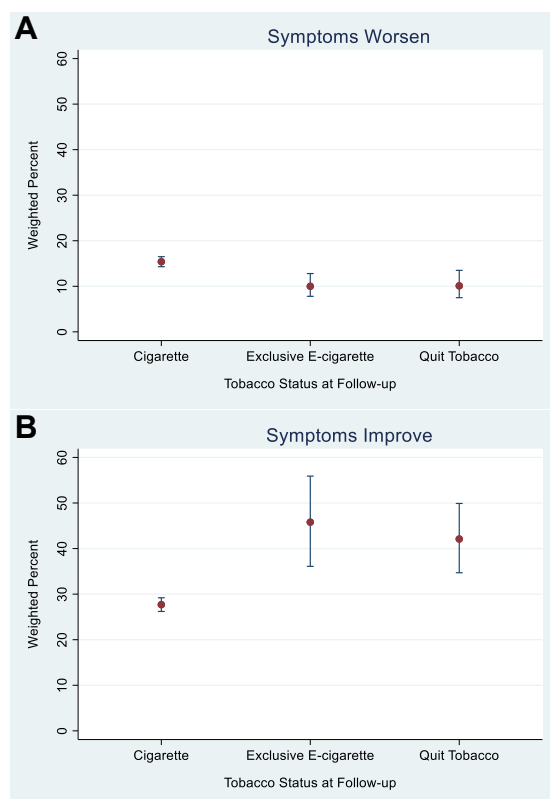 A
Symptoms Worsen
60
50
40
30
20
10
0
Weighted Percent
Cigarette Exclusive E-cigarette Quit Tobacco
Tobacco Status at Follow-up
B
Symptoms Improve
60
50
40
30
20
10
0
Weighted Percent
Cigarette Exclusive E-cigarette Quit Tobacco
Tobacco Status at Follow-up